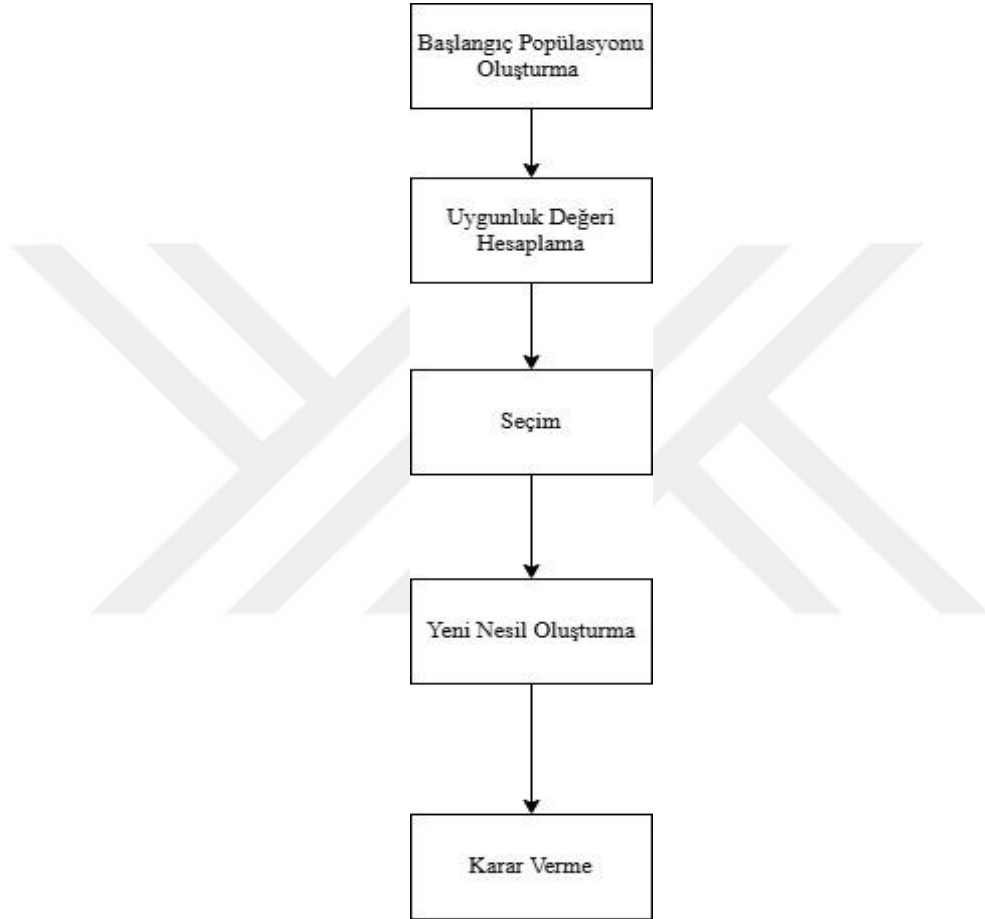 Başlangıç Popülasyonu
Oluşturma
Uygunluk Değeri
Hesaplama
Seçim
Yeni Nesil Oluşturma
Karar Verme